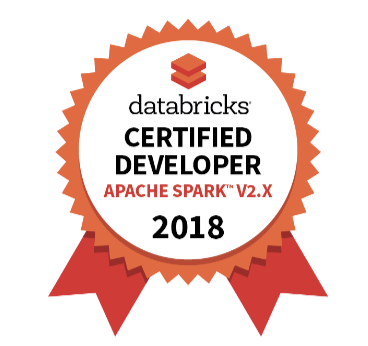 databricks®
CERTIFIED
DEVELOPER
APACHE SPARK™ V2.X
2018